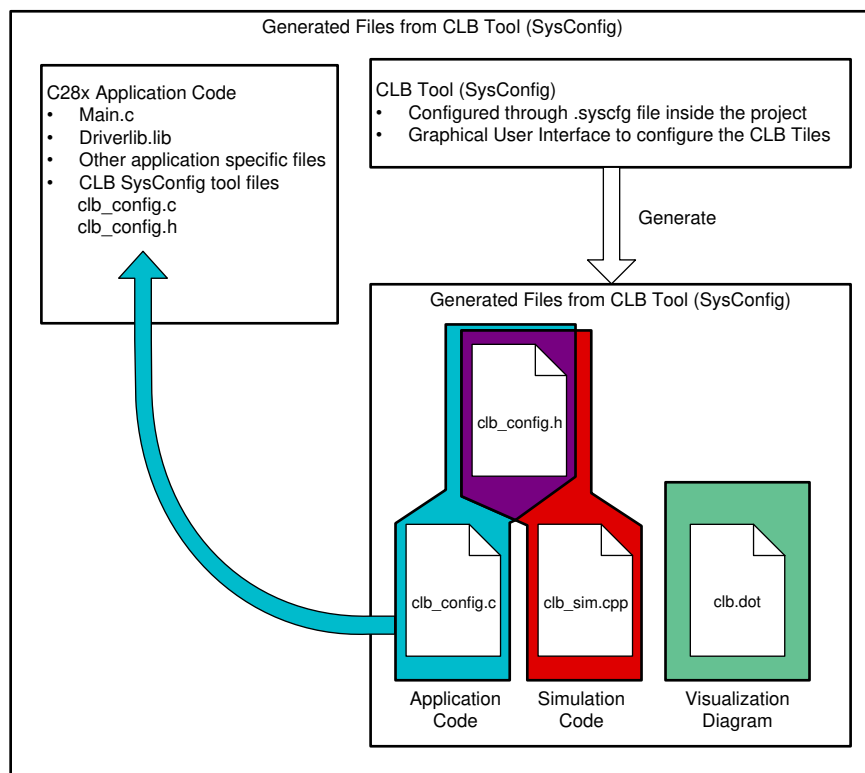 Generated Files from CLB Tool (SysConfig)
C28x Application Code
• Main.c
• Driverlib.lib
• Other application specific files
• CLB SysConfig tool files
clb_config.c
clb_config.h
CLB Tool (SysConfig)
• Configured through .syscfg file inside the project
• Graphical User Interface to configure the CLB Tiles
Generate
Generated Files from CLB Tool (SysConfig)
clb_config.h
clb_config.c
clb_sim.cpp
clb.dot
Application
Code
Simulation
Code
Visualization
Diagram